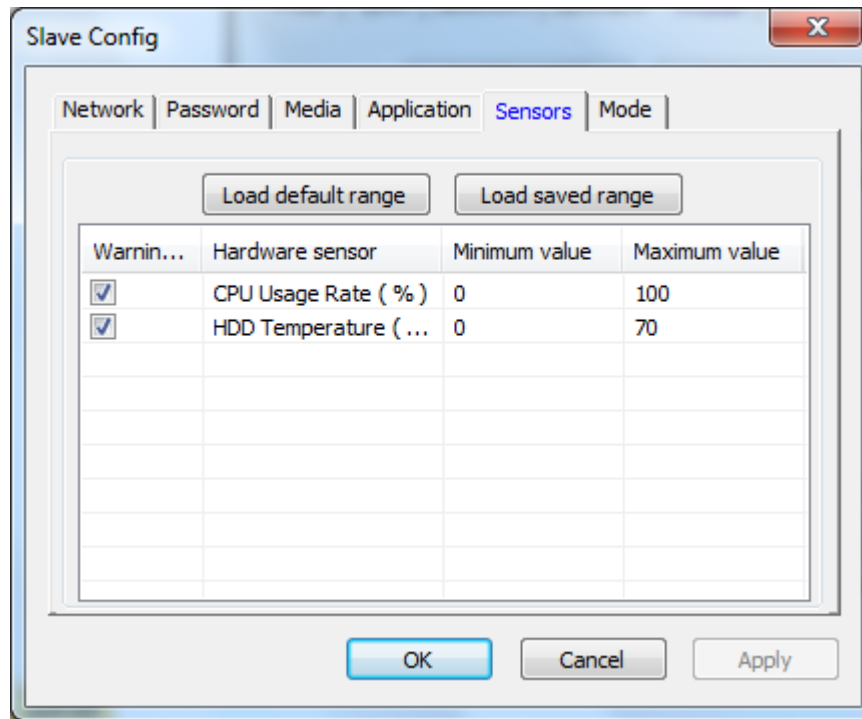 Slave Config
Network Password Media Application Sensors Mode
Load default range Load saved range
Warnin... Hardware sensor Minimum value Maximum value
CPU Usage Rate ( % ) 0 100
HDD Temperature ( ... 0 70
OK Cancel Apply